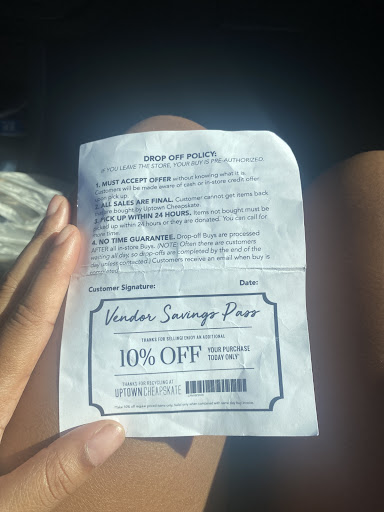 DROP OFF POLICY:
IF YOU LEAVE THE STORE, YOUR BUY IS PRE-AUTHORIZED.
1. MUST ACCEPT OFFER without knowing what it is.
Customers will be made aware of cash or in-store credit offer
upon pick up.
2. ALL SALES ARE FINAL. Customer cannot get items back
before bought by Uptown Cheapskate.
3. PICK UP WITHIN 24 HOURS. Items not bought must be
picked up within 24 hours or they are donated. You can call for
more time.
4. NO TIME GUARANTEE. Drop-off Buys are processed
AFTER all in-store Buys. (NOTE: Often there are customers
waiting all day, so drop-offs are completed by the end of the
day unless contacted.) Customers receive an email when buy is
completed.
Customer Signature: Date:
Vendor Savings Pass
THANKS FOR SELLING! ENJOY AN ADDITIONAL
10% OFF YOUR PURCHASE
TODAY ONLY
THANKS FOR RECYCLING AT
UPTOWN CHEAPSKATE